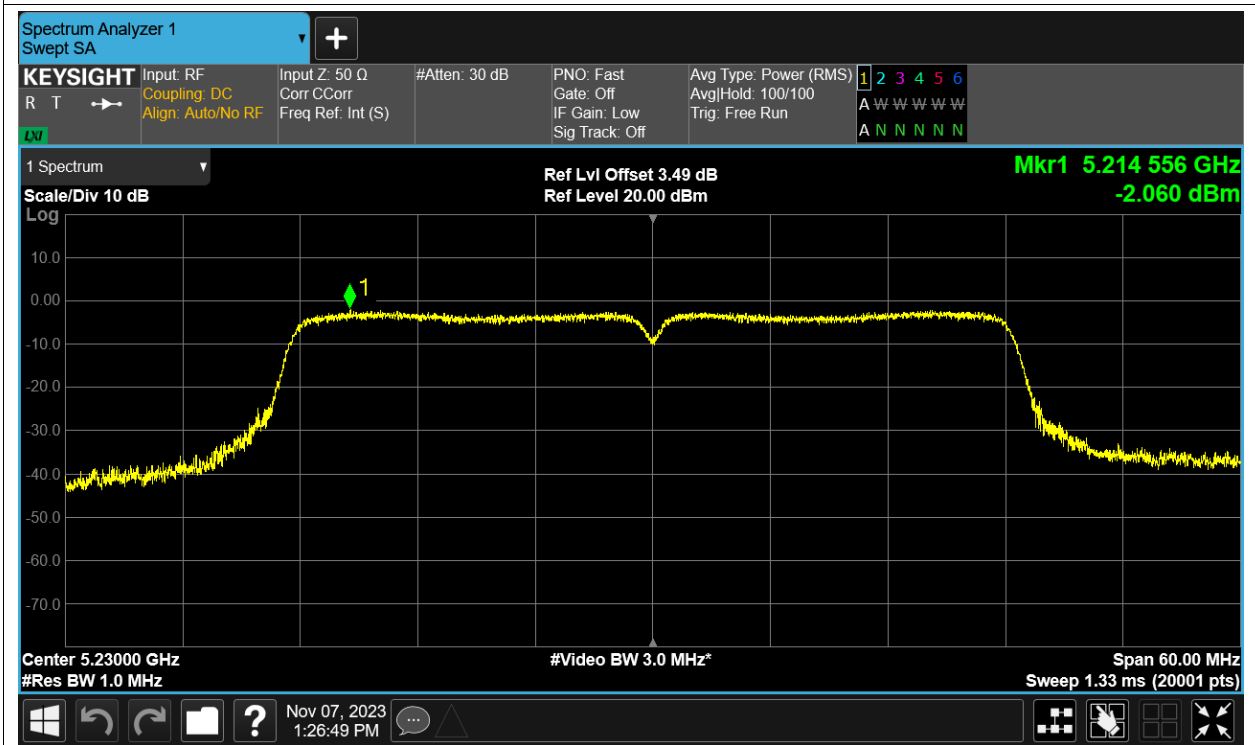 Spectrum Analyzer 1
Swept SA
+
KEYSIGHT
R T
LXI
Input: RF
Coupling: DC
Align: Auto/No RF
Input Z: 50 Ω
Corr CCorr
Freq Ref: Int (S)
#Atten: 30 dB
PNO: Fast
Gate: Off
IF Gain: Low
Sig Track: Off
Avg Type: Power (RMS)
Avg|Hold: 100/100
Trig: Free Run
1 2 3 4 5 6
A W W W W W
A N N N N N
1 Spectrum
Scale/Div 10 dB
Log
Ref Lvl Offset 3.49 dB
Ref Level 20.00 dBm
Mkr1 5.214 556 GHz
-2.060 dBm
1
10.0
0.00
-10.0
-20.0
-30.0
-40.0
-50.0
-60.0
-70.0
Center 5.23000 GHz
#Res BW 1.0 MHz
#Video BW 3.0 MHz*
Span 60.00 MHz
Sweep 1.33 ms (20001 pts)
?
Nov 07, 2023
1:26:49 PM